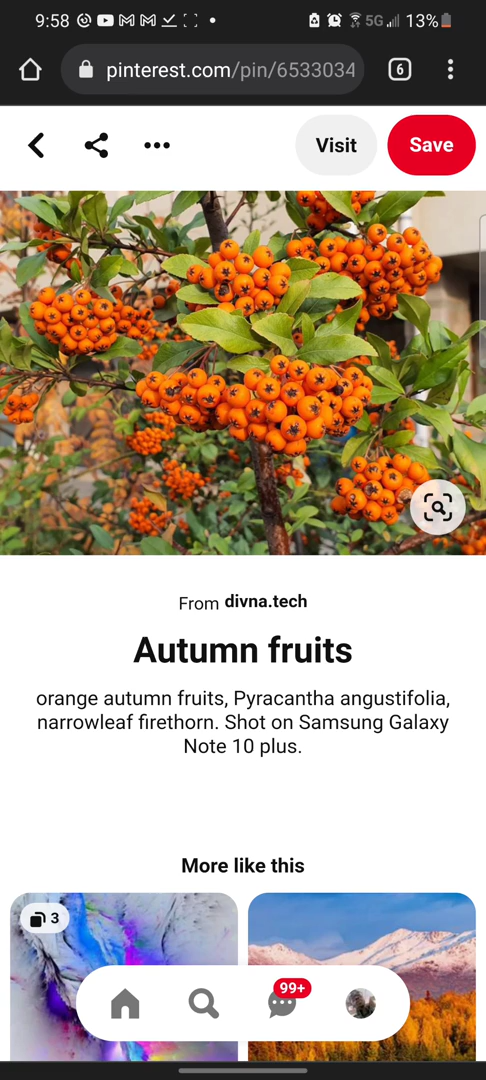 9:58
5G
13%
pinterest.com/pin/6533034
6
Visit
Save
From divna.tech
Autumn fruits
orange autumn fruits, Pyracantha angustifolia,
narrowleaf firethorn. Shot on Samsung Galaxy
Note 10 plus.
More like this
3
99+